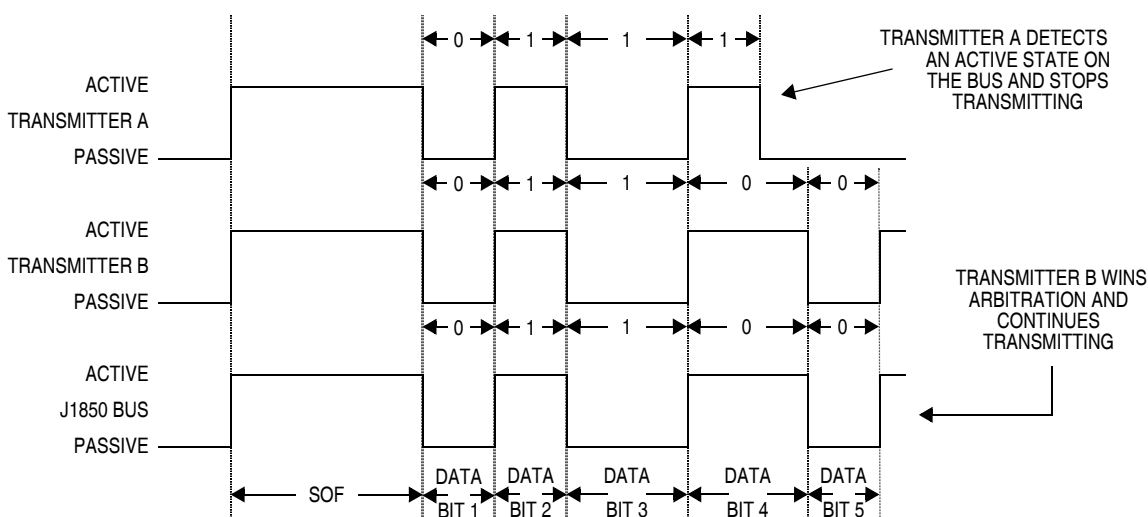 0 1 1 1
TRANSMITTER A DETECTS
AN ACTIVE STATE ON
THE BUS AND STOPS
TRANSMITTING
ACTIVE
TRANSMITTER A
PASSIVE
0 1 1 0 0
ACTIVE
TRANSMITTER B
PASSIVE
TRANSMITTER B WINS
ARBITRATION AND
CONTINUES
TRANSMITTING
0 1 1 0 0
ACTIVE
J1850 BUS
PASSIVE
SOF
DATA
BIT 1
DATA
BIT 2
DATA
BIT 3
DATA
BIT 4
DATA
BIT 5